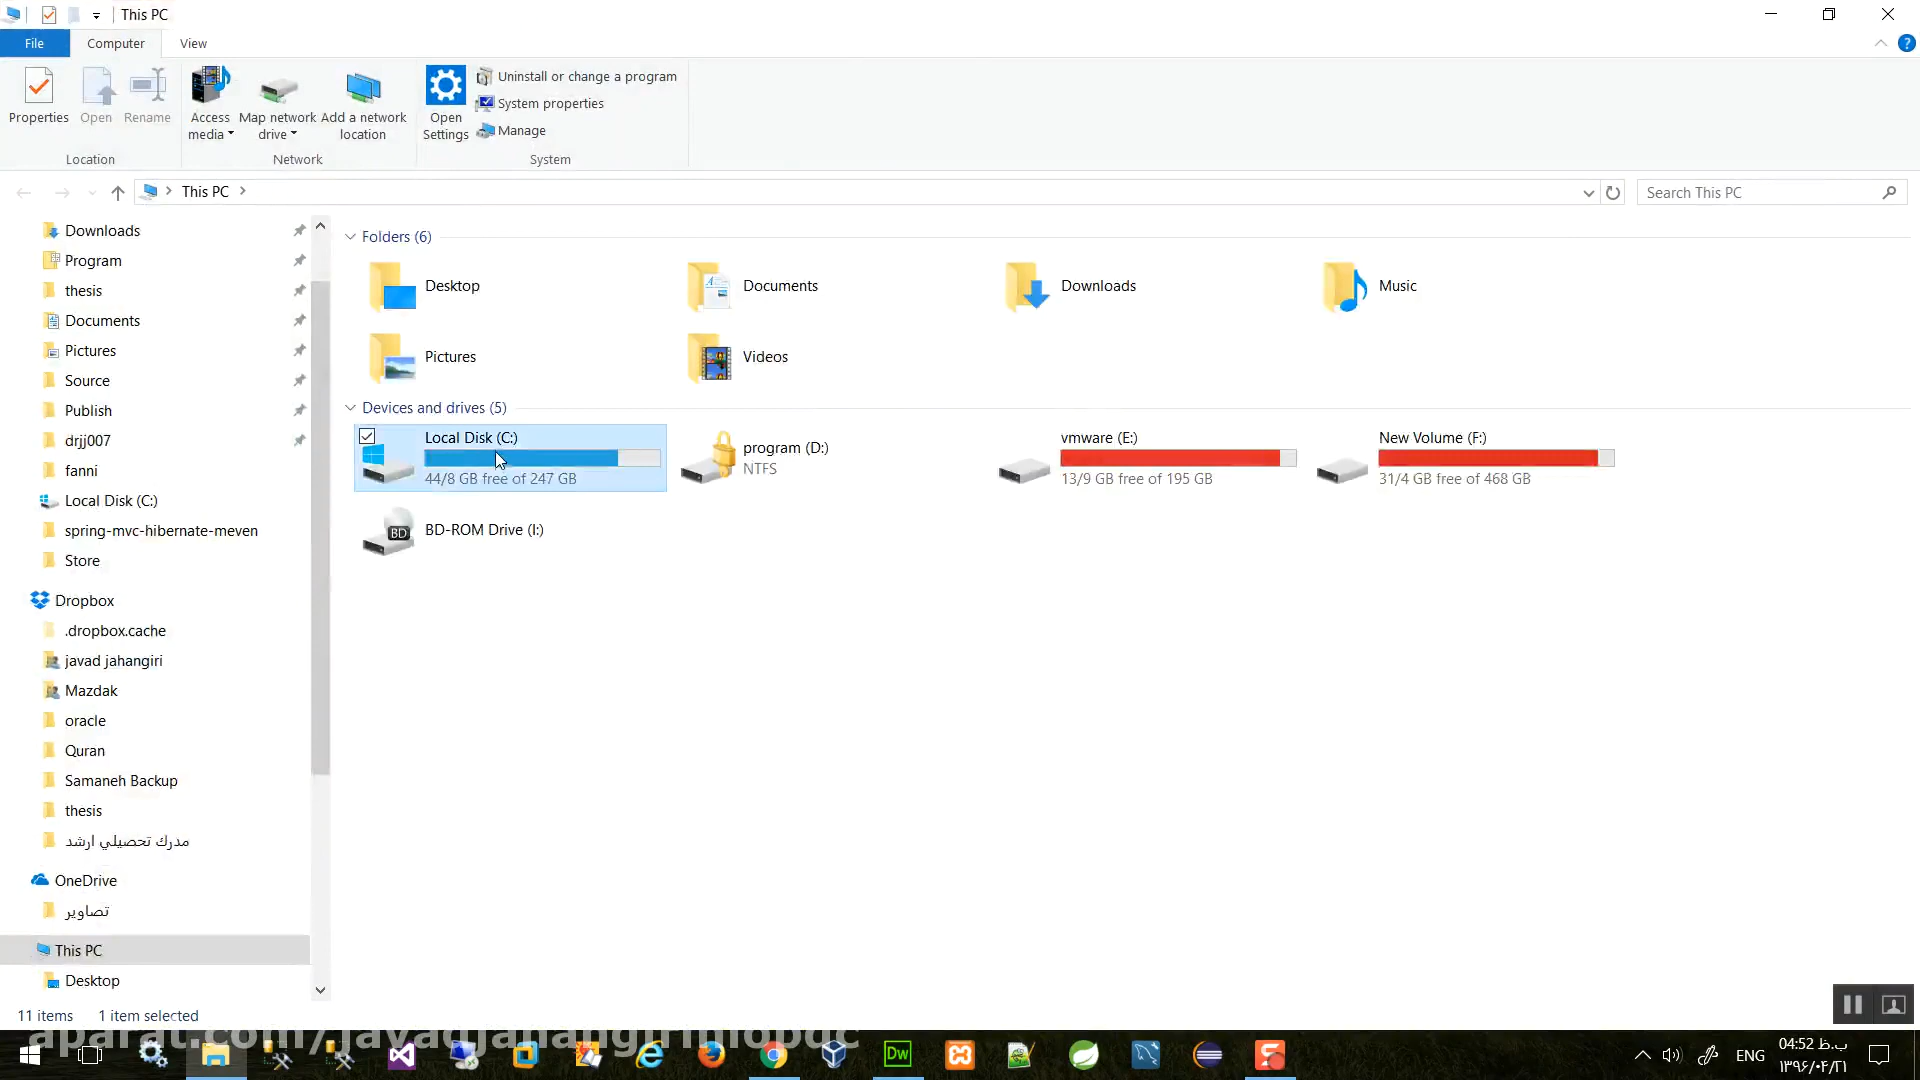 This PC
File
Computer
View
Properties
Open
Rename
Access media
Map network drive
Add a network location
Open Settings
Uninstall or change a program
System properties
Manage
Location
Network
System
This PC
Search This PC
Downloads
Program
thesis
Documents
Pictures
Source
Publish
drjj007
fanni
Local Disk (C:)
spring-mvc-hibernate-meven
Store
Dropbox
.dropbox.cache
javad jahangiri
Mazdak
oracle
Quran
Samaneh Backup
thesis
مدرك تحصيلي ارشد
OneDrive
تصاویر
This PC
Desktop
Folders (6)
Desktop
Documents
Downloads
Music
Pictures
Videos
Devices and drives (5)
Local Disk (C:)
44/8 GB free of 247 GB
program (D:)
NTFS
vmware (E:)
13/9 GB free of 195 GB
New Volume (F:)
31/4 GB free of 468 GB
BD
BD-ROM Drive (I:)
11 items
1 item selected
Dw
ENG
04:52 ب.ظ
۱۳۹۶/۰۴/۲۱